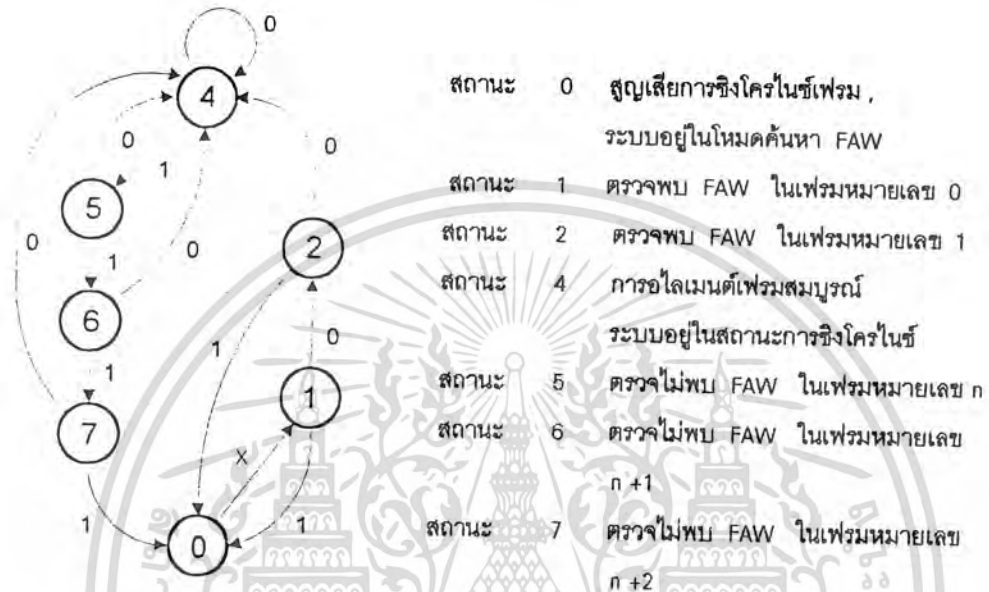 0
4
0
1
0
5
0
0
1
2
6
1
1
0
7
1
X
1
0
1
สถานะ 0 สูญเสียการซิงโครไนซ์เฟรม ,
ระบบอยู่ในโหมดค้นหา FAW
สถานะ 1 ตรวจพบ FAW ในเฟรมหมายเลข 0
สถานะ 2 ตรวจพบ FAW ในเฟรมหมายเลข 1
สถานะ 4 การอไลเมนต์เฟรมสมบูรณ์
ระบบอยู่ในสถานะการซิงโครไนซ์
สถานะ 5 ตรวจไม่พบ FAW ในเฟรมหมายเลข n
สถานะ 6 ตรวจไม่พบ FAW ในเฟรมหมายเลข
n +1
สถานะ 7 ตรวจไม่พบ FAW ในเฟรมหมายเลข
n +2